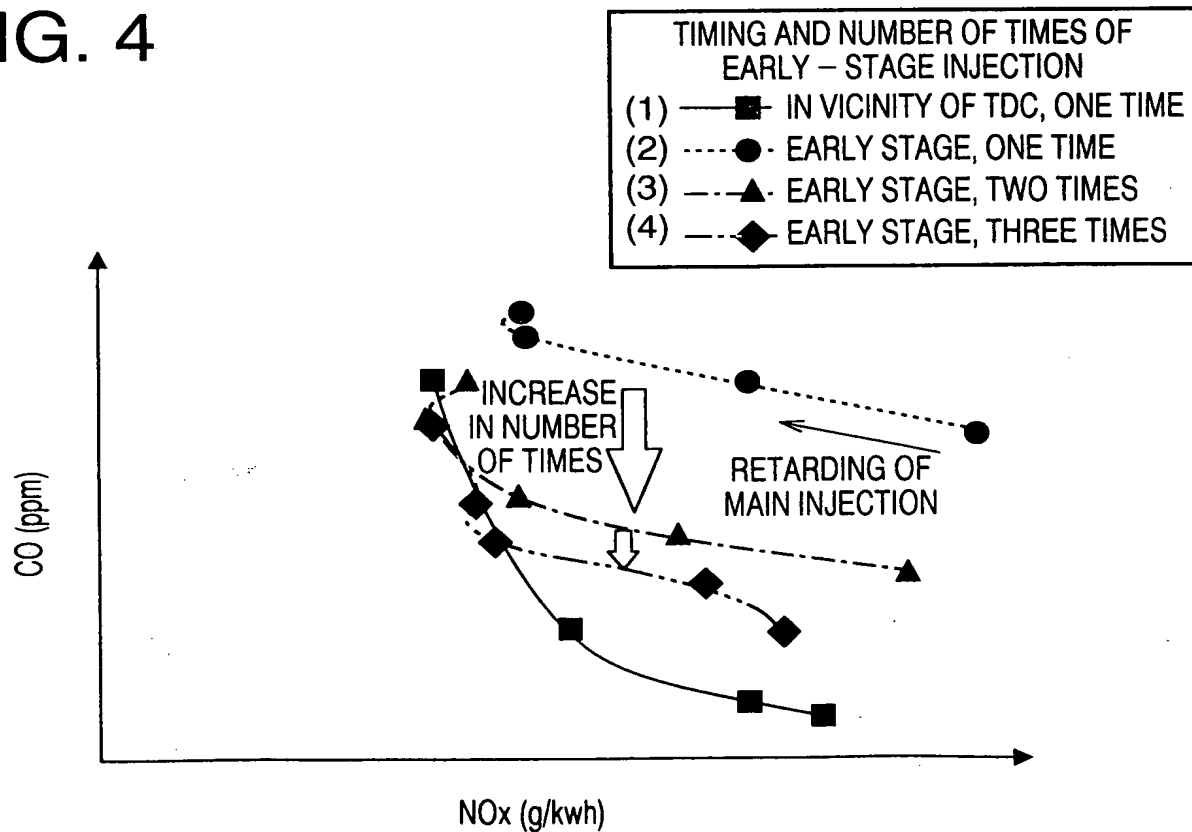 IG. 4
TIMING AND NUMBER OF TIMES OF
EARLY – STAGE INJECTION
(1) IN VICINITY OF TDC, ONE TIME
(2) EARLY STAGE, ONE TIME
(3) EARLY STAGE, TWO TIMES
(4) EARLY STAGE, THREE TIMES
INCREASE
IN NUMBER
OF TIMES
RETARDING OF
MAIN INJECTION
CO (ppm)
NOx (g/kwh)